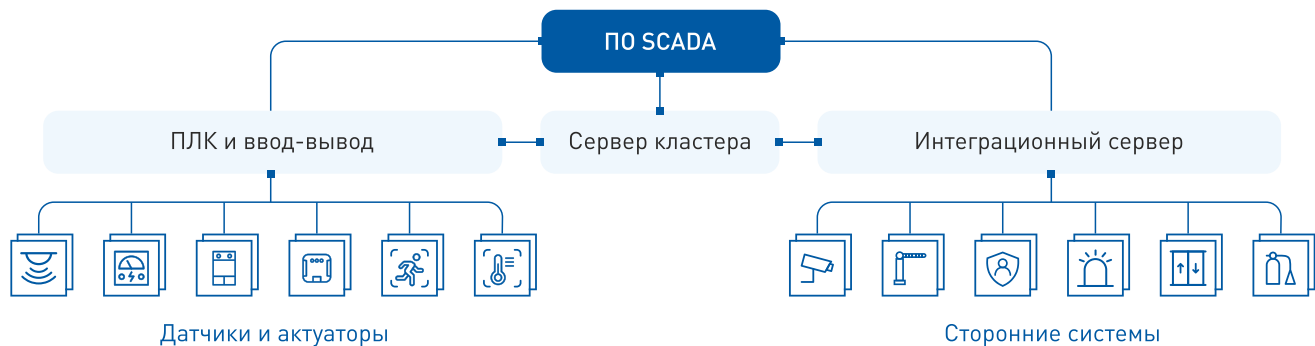 ПО SCADA
ПЛК и ввод-вывод
Сервер кластера
Интеграционный сервер
Датчики и актуаторы
Сторонние системы